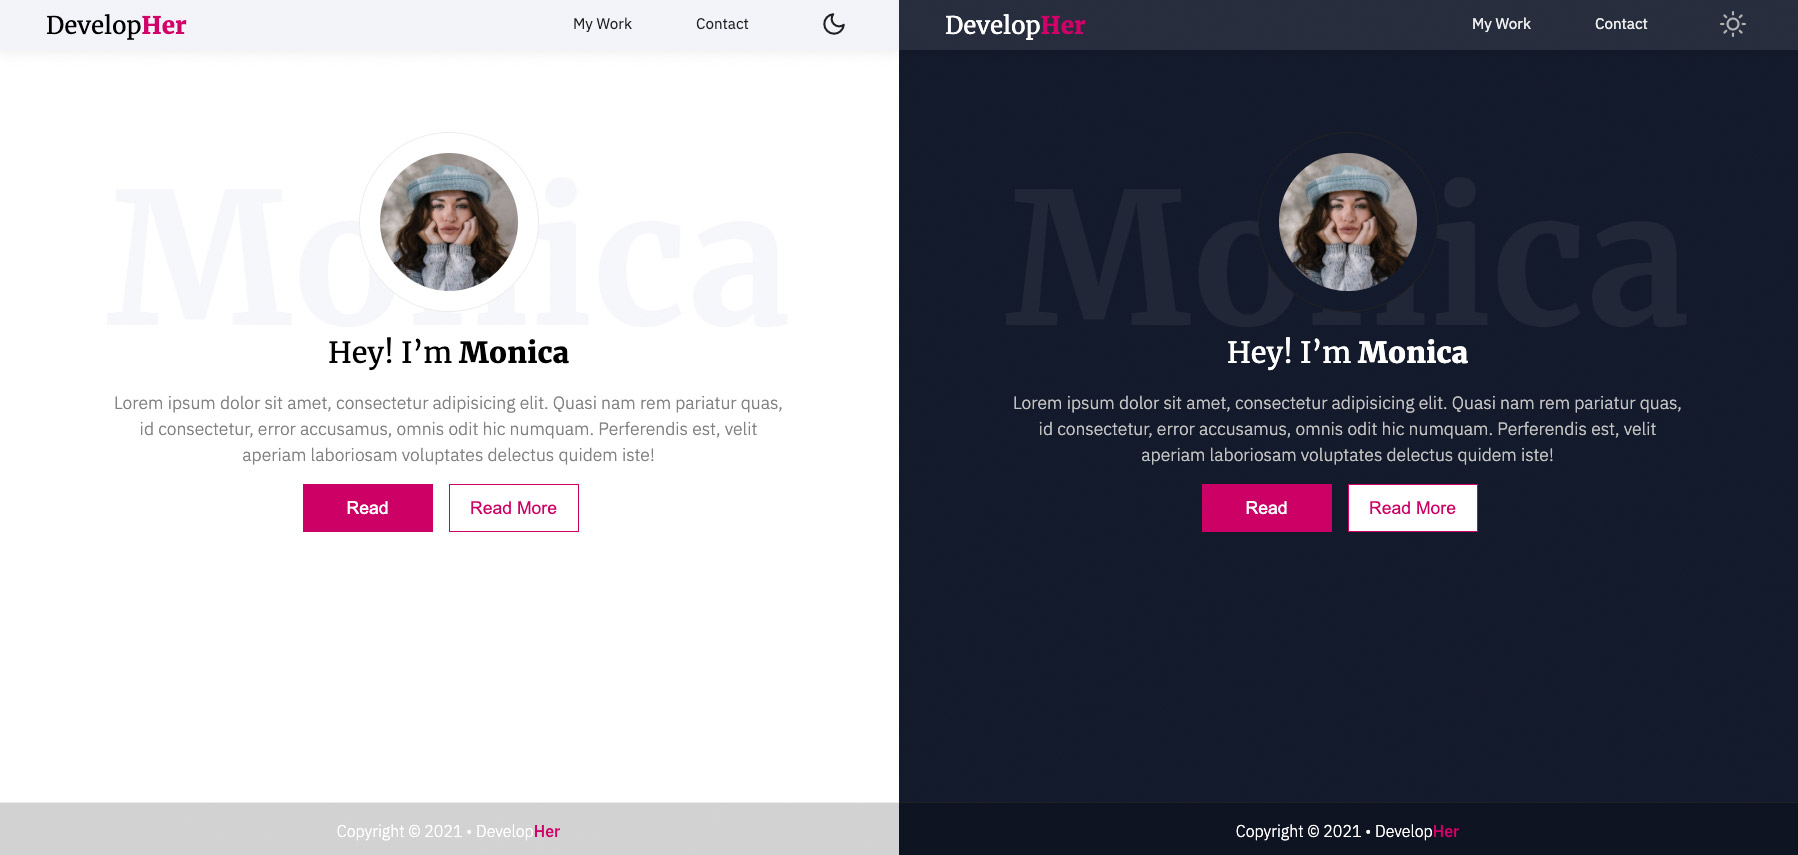 DevelopHer
My Work
Contact
Monica
Hey! I’m Monica
Lorem ipsum dolor sit amet, consectetur adipisicing elit. Quasi nam rem pariatur quas,
id consectetur, error accusamus, omnis odit hic numquam. Perferendis est, velit
aperiam laboriosam voluptates delectus quidem iste!
Read
Read More
Copyright © 2021 • DevelopHer
DevelopHer
My Work
Contact
Monica
Hey! I’m Monica
Lorem ipsum dolor sit amet, consectetur adipisicing elit. Quasi nam rem pariatur quas,
id consectetur, error accusamus, omnis odit hic numquam. Perferendis est, velit
aperiam laboriosam voluptates delectus quidem iste!
Read
Read More
Copyright © 2021 • DevelopHer